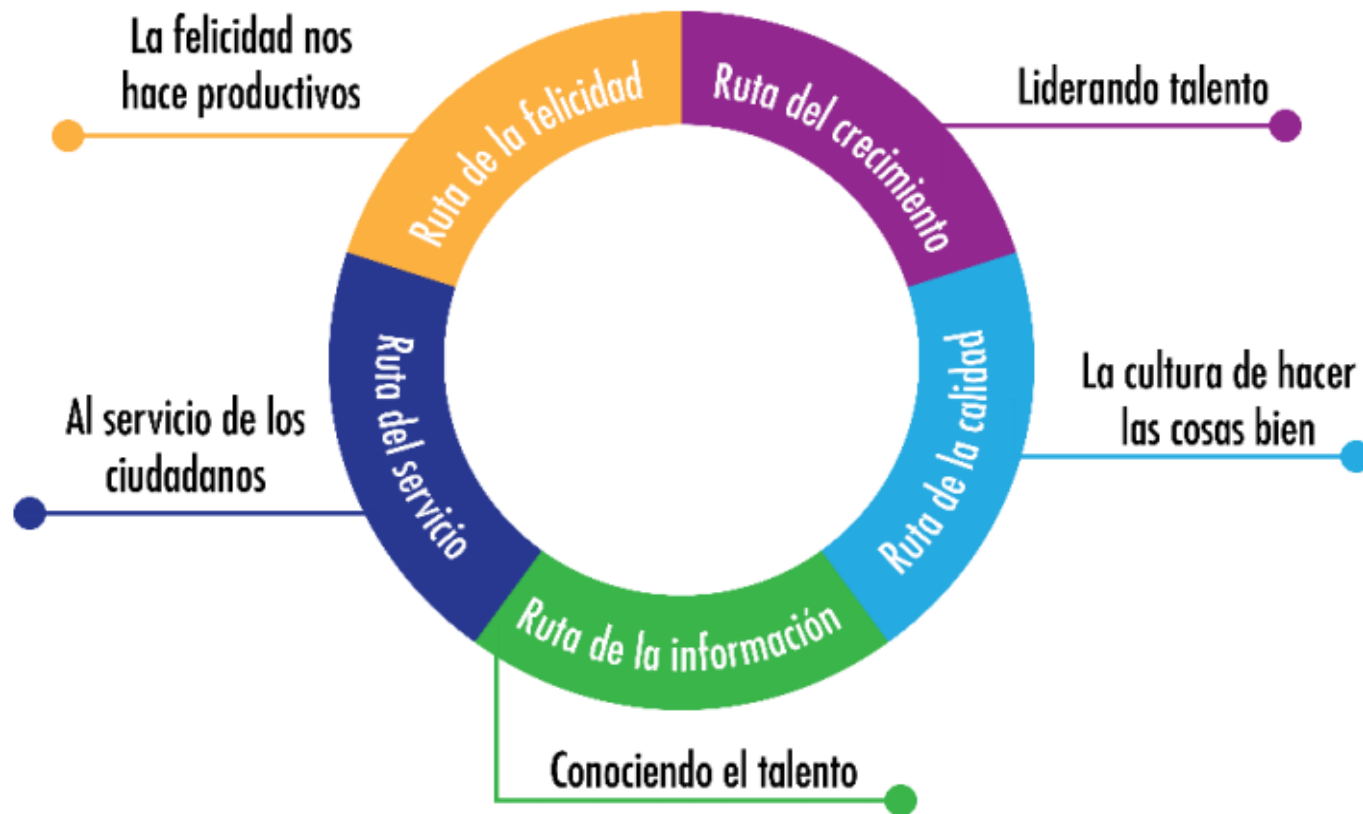 La felicidad nos
hace productivos
Ruta de la felicidad
Ruta del crecimiento
Liderando talento
Ruta de la calidad
La cultura de hacer
las cosas bien
Ruta del servicio
Al servicio de los
ciudadanos
Ruta de la información
Conociendo el talento